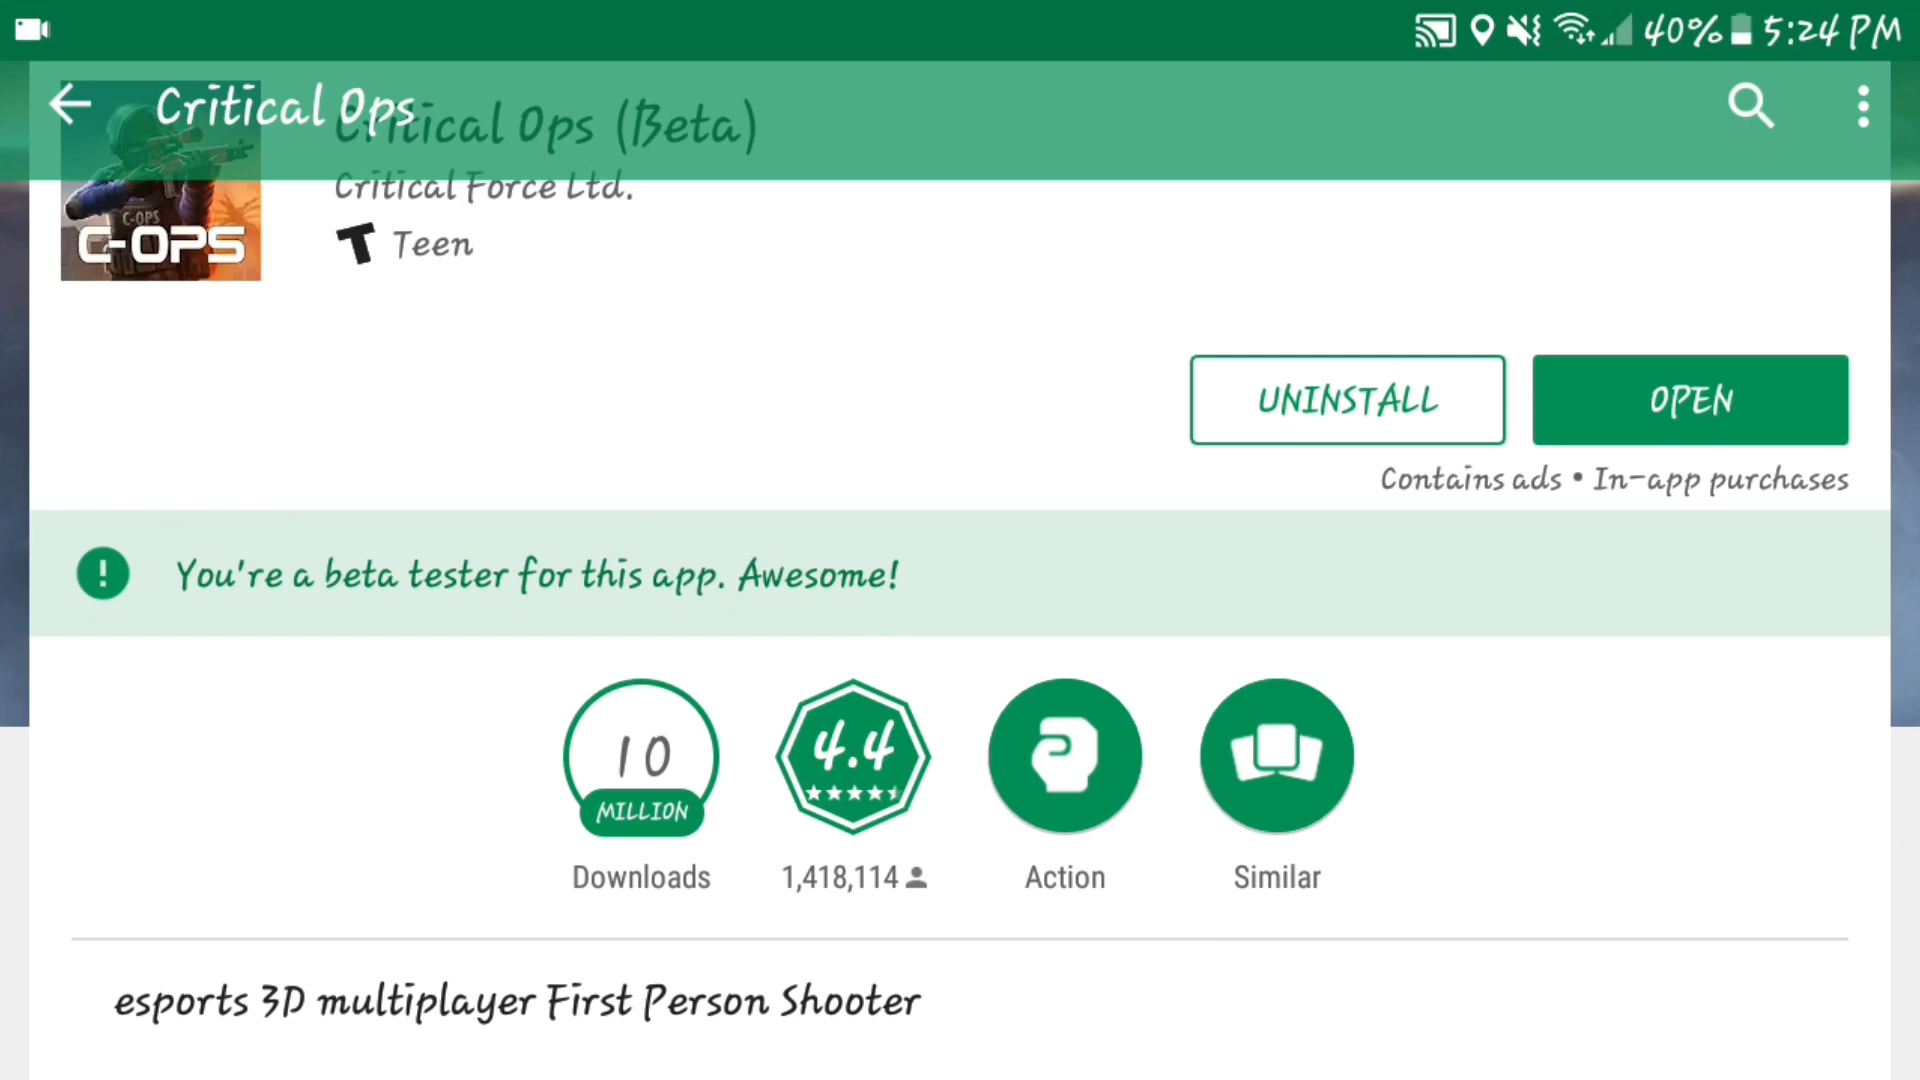 40% 5:24 PM
Critical Ops
Critical Ops (Beta)
Critical Force Ltd.
C-OPS
C-OPS
T Teen
UNINSTALL
OPEN
Contains ads • In-app purchases
! You're a beta tester for this app. Awesome!
10
MILLION
4.4
Downloads
1,418,114
Action
Similar
esports 3D multiplayer First Person Shooter